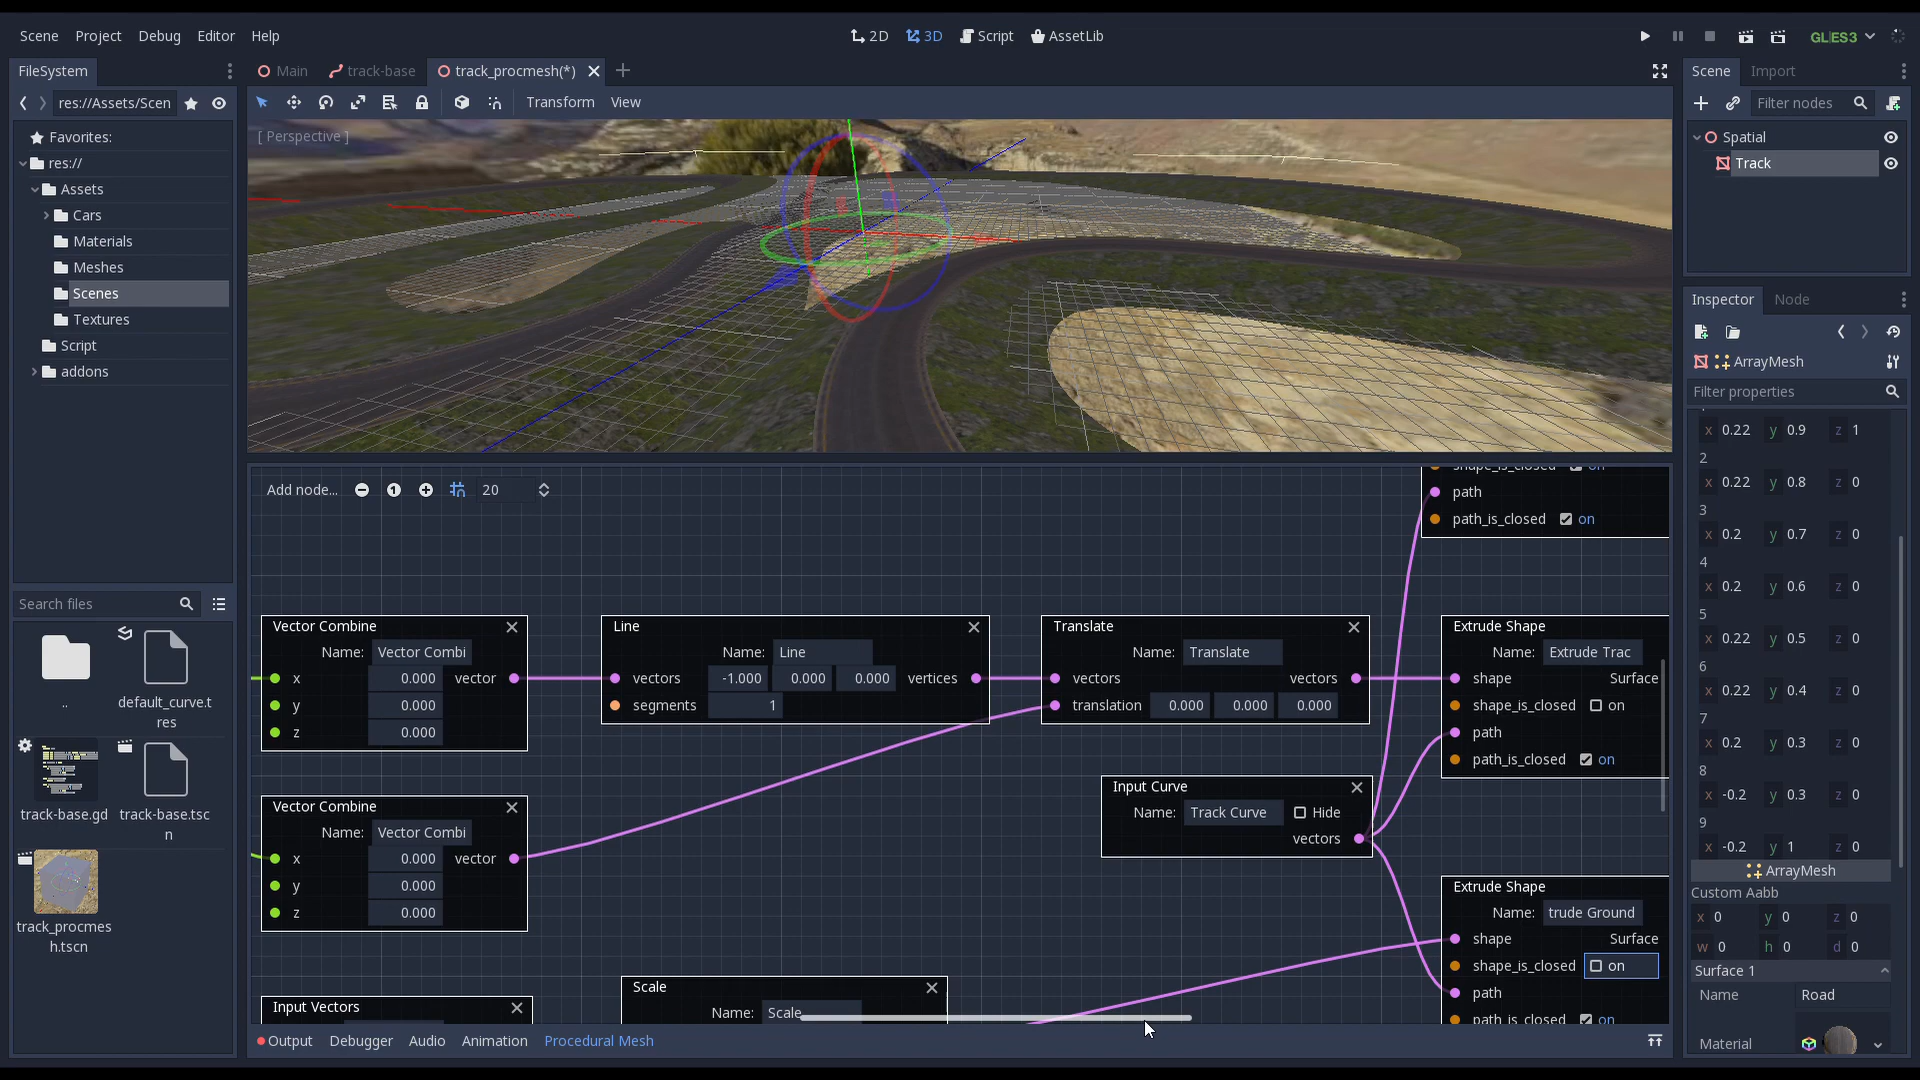 Scene Project Debug Editor Help
2D 3D Script AssetLib
GLES3
FileSystem
res://Assets/Scen
Favorites:
res://
Assets
Cars
Materials
Meshes
Scenes
Textures
Script
addons
Search files
..
default_curve.t
res
track-base.gd
track-base.tsc
n
track_procmes
h.tscn
Main track-base track_procmesh(*)
Transform View
[ Perspective ]
Add node... 20
shape_is_closed on
path
path_is_closed on
Vector Combine
Name: Vector Combi
x 0.000 vector
y 0.000
z 0.000
Line
Name: Line
vectors -1.000 0.000 0.000 vertices
segments 1
Translate
Name: Translate
vectors vectors
translation 0.000 0.000 0.000
Extrude Shape
Name: Extrude Trac
shape Surface
shape_is_closed on
path
path_is_closed on
Vector Combine
Name: Vector Combi
x 0.000 vector
y 0.000
z 0.000
Input Curve
Name: Track Curve Hide
vectors
Extrude Shape
Name: trude Ground
shape Surface
shape_is_closed on
path
path_is_closed on
Input Vectors
Scale
Name: Scale
Output Debugger Audio Animation Procedural Mesh
Scene Import
Filter nodes
Spatial
Track
Inspector Node
ArrayMesh
Filter properties
x 0.22 y 0.9 z 1
2
x 0.22 y 0.8 z 0
3
x 0.2 y 0.7 z 0
4
x 0.2 y 0.6 z 0
5
x 0.22 y 0.5 z 0
6
x 0.22 y 0.4 z 0
7
x 0.2 y 0.3 z 0
8
x -0.2 y 0.3 z 0
9
x -0.2 y 1 z 0
ArrayMesh
Custom Aabb
x 0 y 0 z 0
w 0 h 0 d 0
Surface 1
Name Road
Material